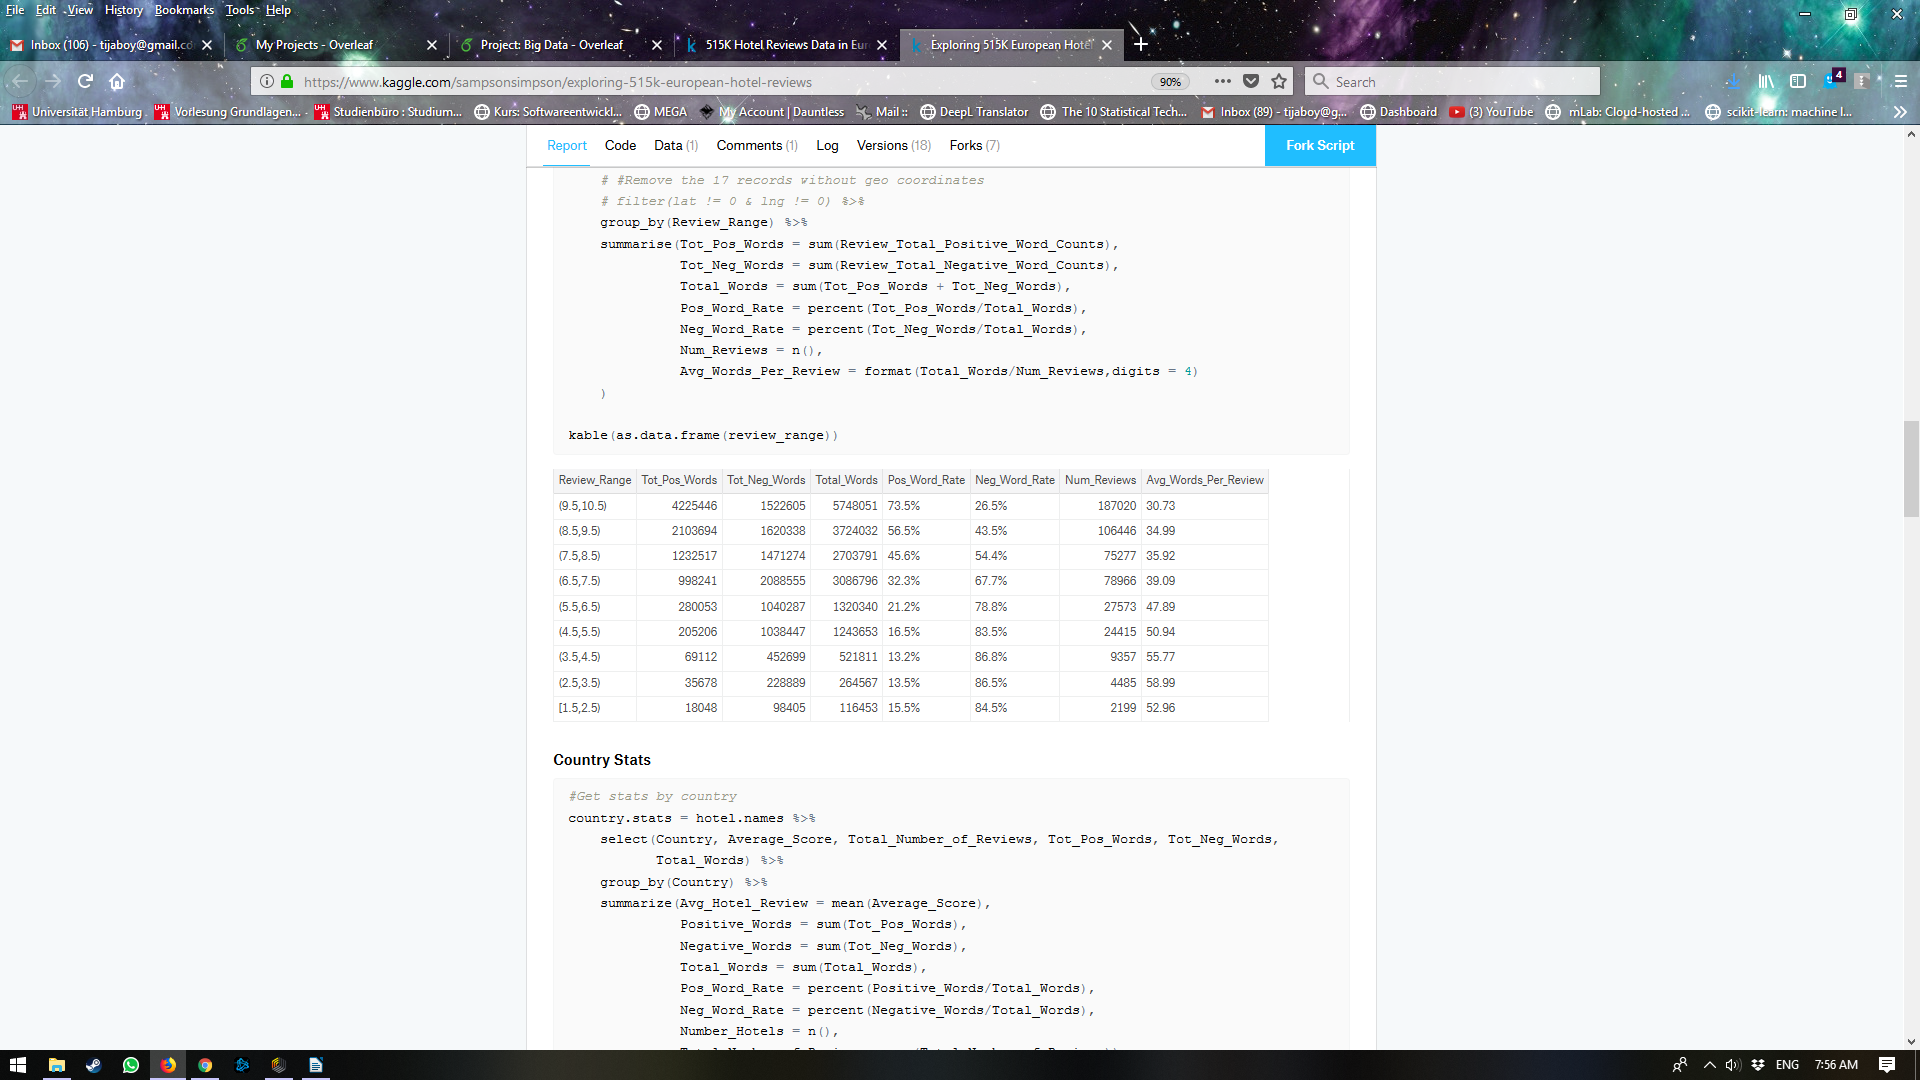 File Edit View History Bookmarks Tools Help
Inbox (106) - tijaboy@gmail.co
My Projects - Overleaf
Project: Big Data - Overleaf
515K Hotel Reviews Data in Eur
Exploring 515K European Hotel
https://www.kaggle.com/sampsonsimpson/exploring-515k-european-hotel-reviews
90%
Search
4
Universität Hamburg Vorlesung Grundlagen... Studienbüro : Studium... Kurs: Softwareentwickl... MEGA My Account | Dauntless Mail :: DeepL Translator The 10 Statistical Tech... Inbox (89) - tijaboy@g... Dashboard (3) YouTube mLab: Cloud-hosted ... scikit-learn: machine l...
Report Code Data (1) Comments (1) Log Versions (18) Forks (7) Fork Script
# #Remove the 17 records without geo coordinates
# filter(lat != 0 & lng != 0) %>%
group_by(Review_Range) %>%
summarise(Tot_Pos_Words = sum(Review_Total_Positive_Word_Counts),
Tot_Neg_Words = sum(Review_Total_Negative_Word_Counts),
Total_Words = sum(Tot_Pos_Words + Tot_Neg_Words),
Pos_Word_Rate = percent(Tot_Pos_Words/Total_Words),
Neg_Word_Rate = percent(Tot_Neg_Words/Total_Words),
Num_Reviews = n(),
Avg_Words_Per_Review = format(Total_Words/Num_Reviews,digits = 4)
)
kable(as.data.frame(review_range))
Review_Range Tot_Pos_Words Tot_Neg_Words Total_Words Pos_Word_Rate Neg_Word_Rate Num_Reviews Avg_Words_Per_Review
(9.5,10.5) 4225446 1522605 5748051 73.5% 26.5% 187020 30.73
(8.5,9.5) 2103694 1620338 3724032 56.5% 43.5% 106446 34.99
(7.5,8.5) 1232517 1471274 2703791 45.6% 54.4% 75277 35.92
(6.5,7.5) 998241 2088555 3086796 32.3% 67.7% 78966 39.09
(5.5,6.5) 280053 1040287 1320340 21.2% 78.8% 27573 47.89
(4.5,5.5) 205206 1038447 1243653 16.5% 83.5% 24415 50.94
(3.5,4.5) 69112 452699 521811 13.2% 86.8% 9357 55.77
(2.5,3.5) 35678 228889 264567 13.5% 86.5% 4485 58.99
[1.5,2.5) 18048 98405 116453 15.5% 84.5% 2199 52.96
Country Stats
#Get stats by country
country.stats = hotel.names %>%
select(Country, Average_Score, Total_Number_of_Reviews, Tot_Pos_Words, Tot_Neg_Words,
Total_Words) %>%
group_by(Country) %>%
summarize(Avg_Hotel_Review = mean(Average_Score),
Positive_Words = sum(Tot_Pos_Words),
Negative_Words = sum(Tot_Neg_Words),
Total_Words = sum(Total_Words),
Pos_Word_Rate = percent(Positive_Words/Total_Words),
Neg_Word_Rate = percent(Negative_Words/Total_Words),
Number_Hotels = n(),
ENG 7:56 AM